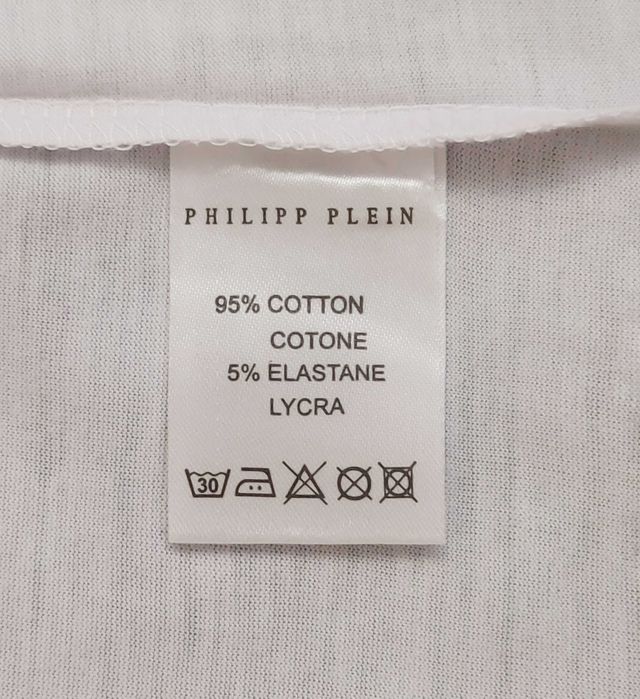 PHILIPP PLEIN
95% COTTON
COTONE
5% ELASTANE
LYCRA
30